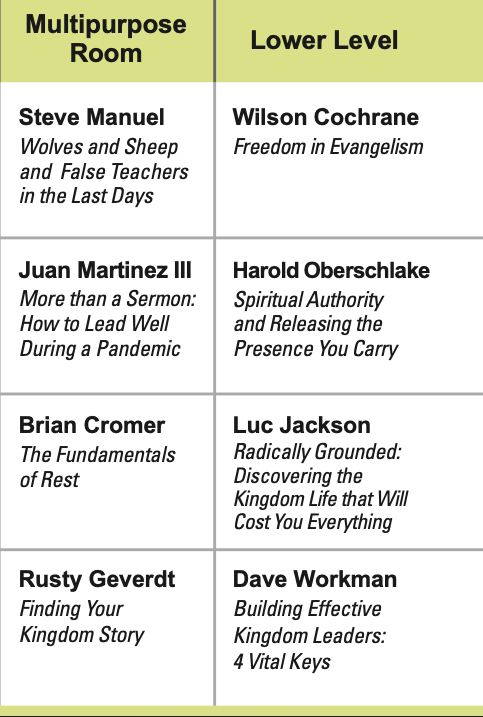 Multipurpose
Room
Lower Level
Steve Manuel
Wolves and Sheep
and False Teachers
in the Last Days
Wilson Cochrane
Freedom in Evangelism
Juan Martinez III
More than a Sermon:
How to Lead Well
During a Pandemic
Harold Oberschlake
Spiritual Authority
and Releasing the
Presence You Carry
Brian Cromer
The Fundamentals
of Rest
Luc Jackson
Radically Grounded:
Discovering the
Kingdom Life that Will
Cost You Everything
Rusty Geverdt
Finding Your
Kingdom Story
Dave Workman
Building Effective
Kingdom Leaders:
4 Vital Keys